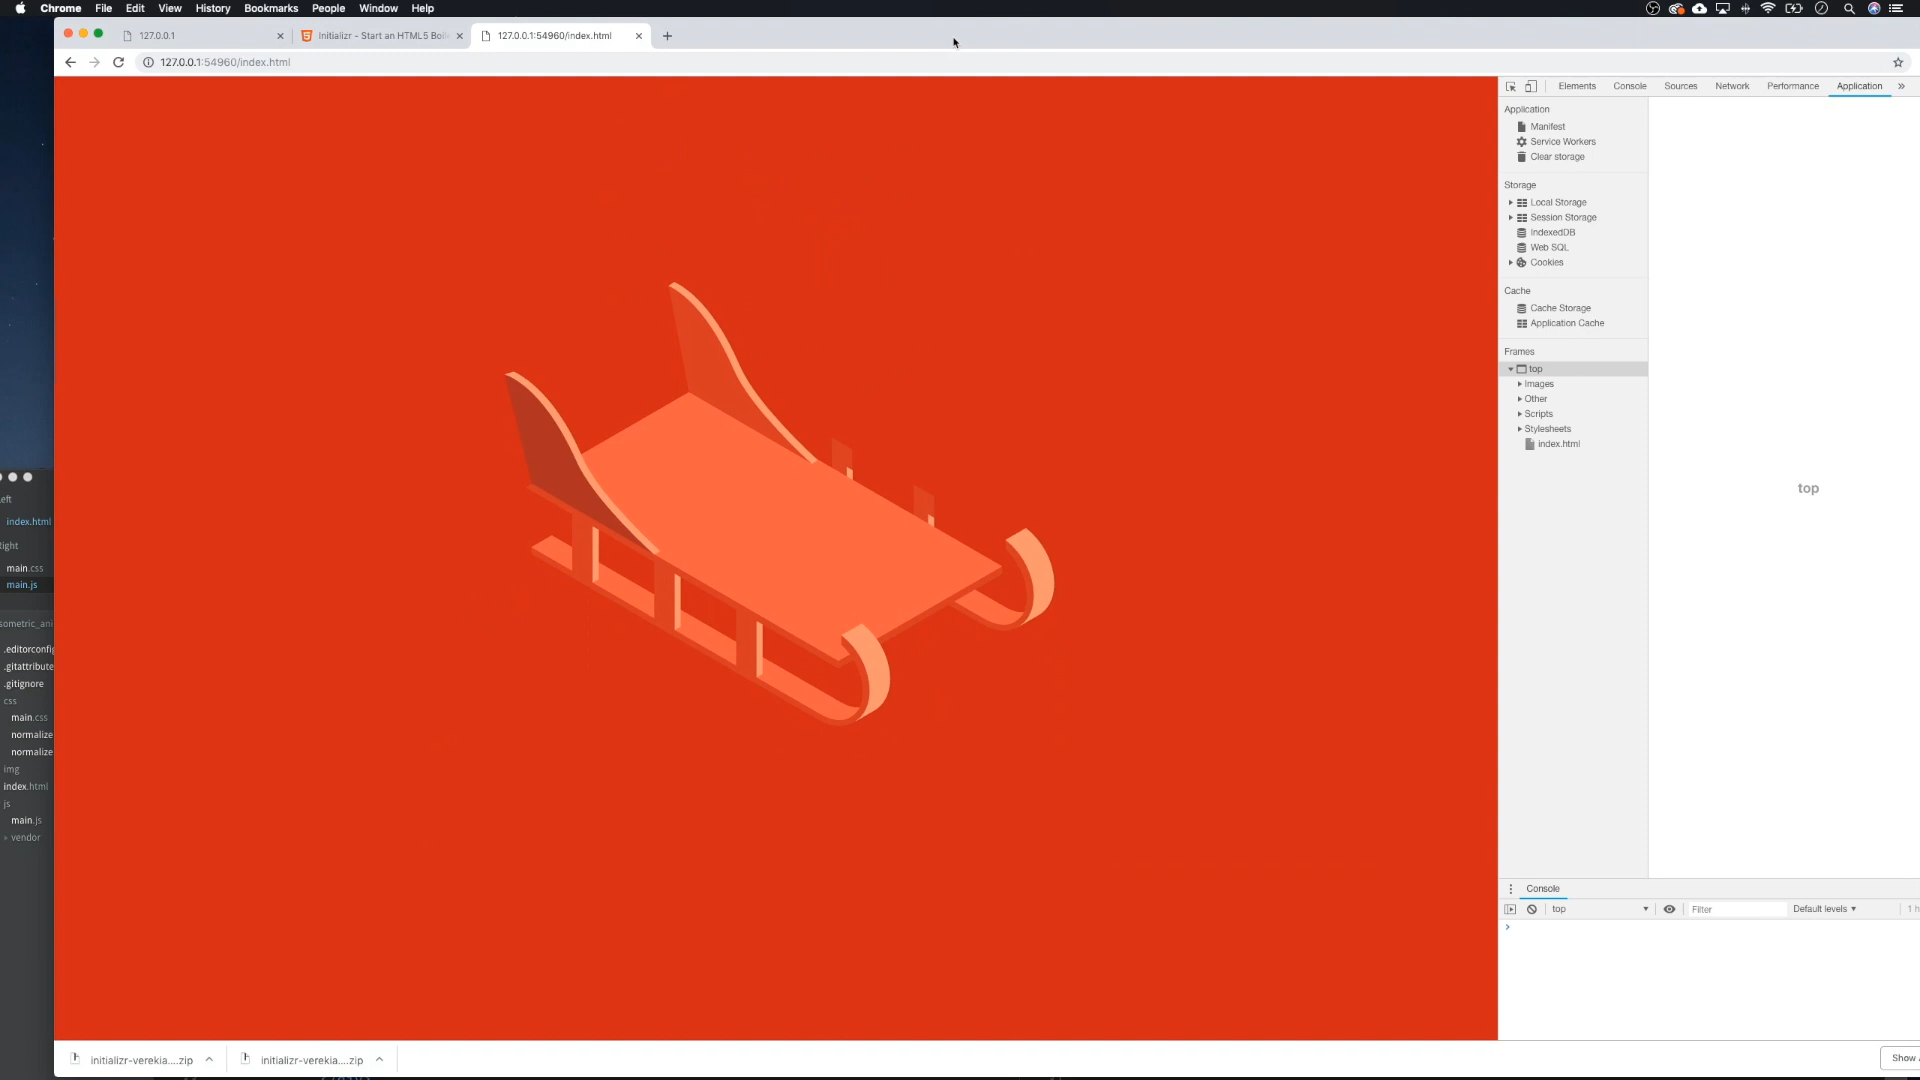 Chrome File Edit View History Bookmarks People Window Help
127.0.0.1
Initializr - Start an HTML5 Boile
127.0.0.1:54960/index.html
127.0.0.1:54960/index.html
Elements Console Sources Network Performance Application
Application
Manifest
Service Workers
Clear storage
Storage
Local Storage
Session Storage
IndexedDB
Web SQL
Cookies
Cache
Cache Storage
Application Cache
Frames
top
Images
Other
Scripts
Stylesheets
index.html
top
eft
index.html
ight
main.css
main.js
sometric_ani
.editorconfig
.gitattribute
.gitignore
css
main.css
normalize
normalize
img
index.html
js
main.js
vendor
Console
top
Filter
Default levels
1 h
initializr-verekia....zip
initializr-verekia....zip
Show